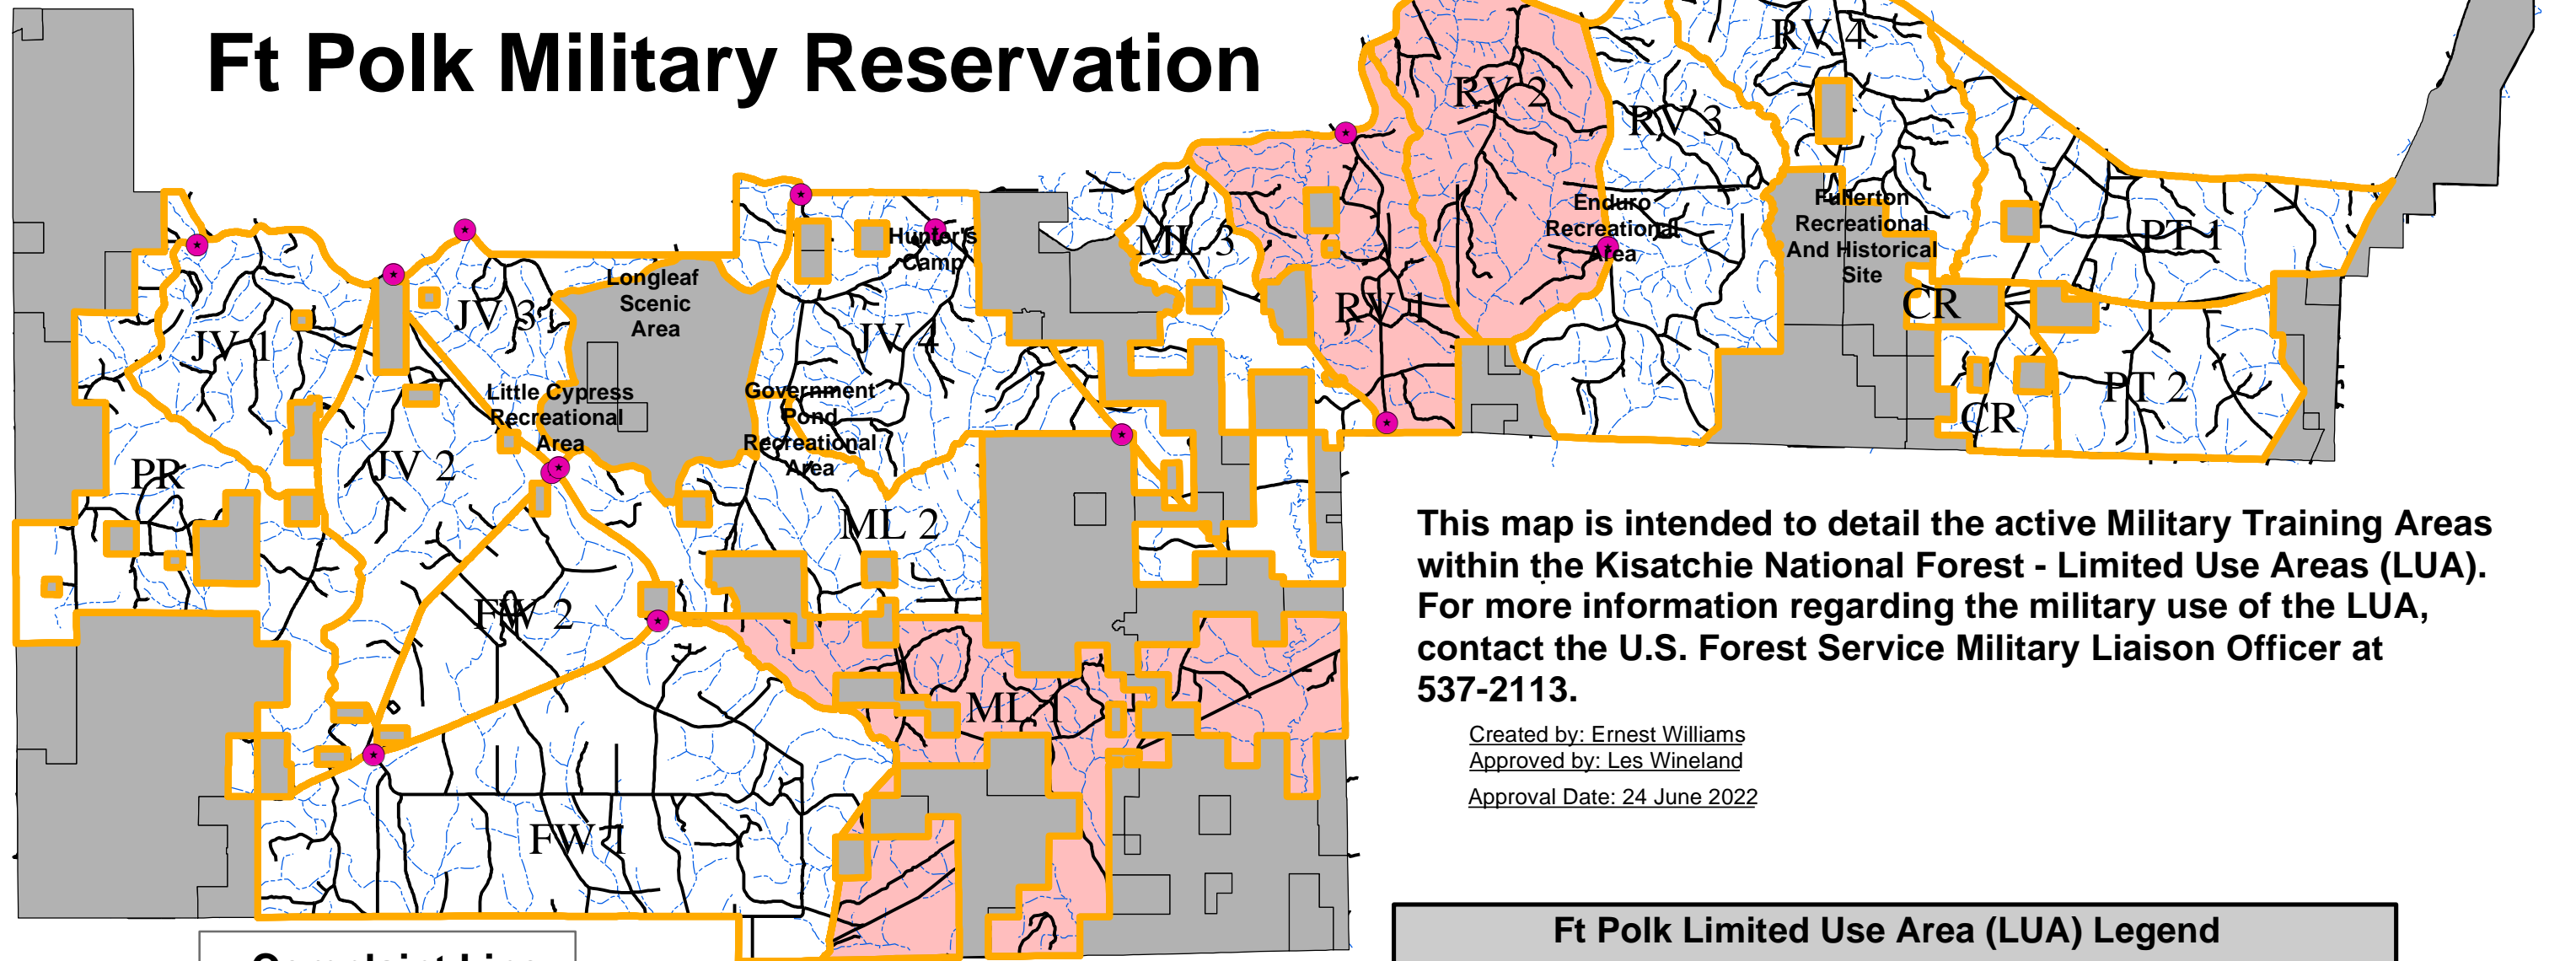 Ft Polk Military Reservation
RV 4
RV 2
RV 3
Enduro
Recreational
Area
Fullerton
Recreational
And Historical
Site
PT 1
ML 3
Hunter's
Camp
Longleaf
Scenic
Area
JV 3
JV 1
JV 4
RV 1
CR
PT 2
CR
Little Cypress
Recreational
Area
Government
Pond
Recreational
Area
PR
JV 2
ML 2
FW 2
ML 1
FW 1
This map is intended to detail the active Military Training Areas
within the Kisatchie National Forest - Limited Use Areas (LUA).
For more information regarding the military use of the LUA,
contact the U.S. Forest Service Military Liaison Officer at
537-2113.
Created by: Ernest Williams
Approved by: Les Wineland
Approval Date: 24 June 2022
Ft Polk Limited Use Area (LUA) Legend
Complaint Line